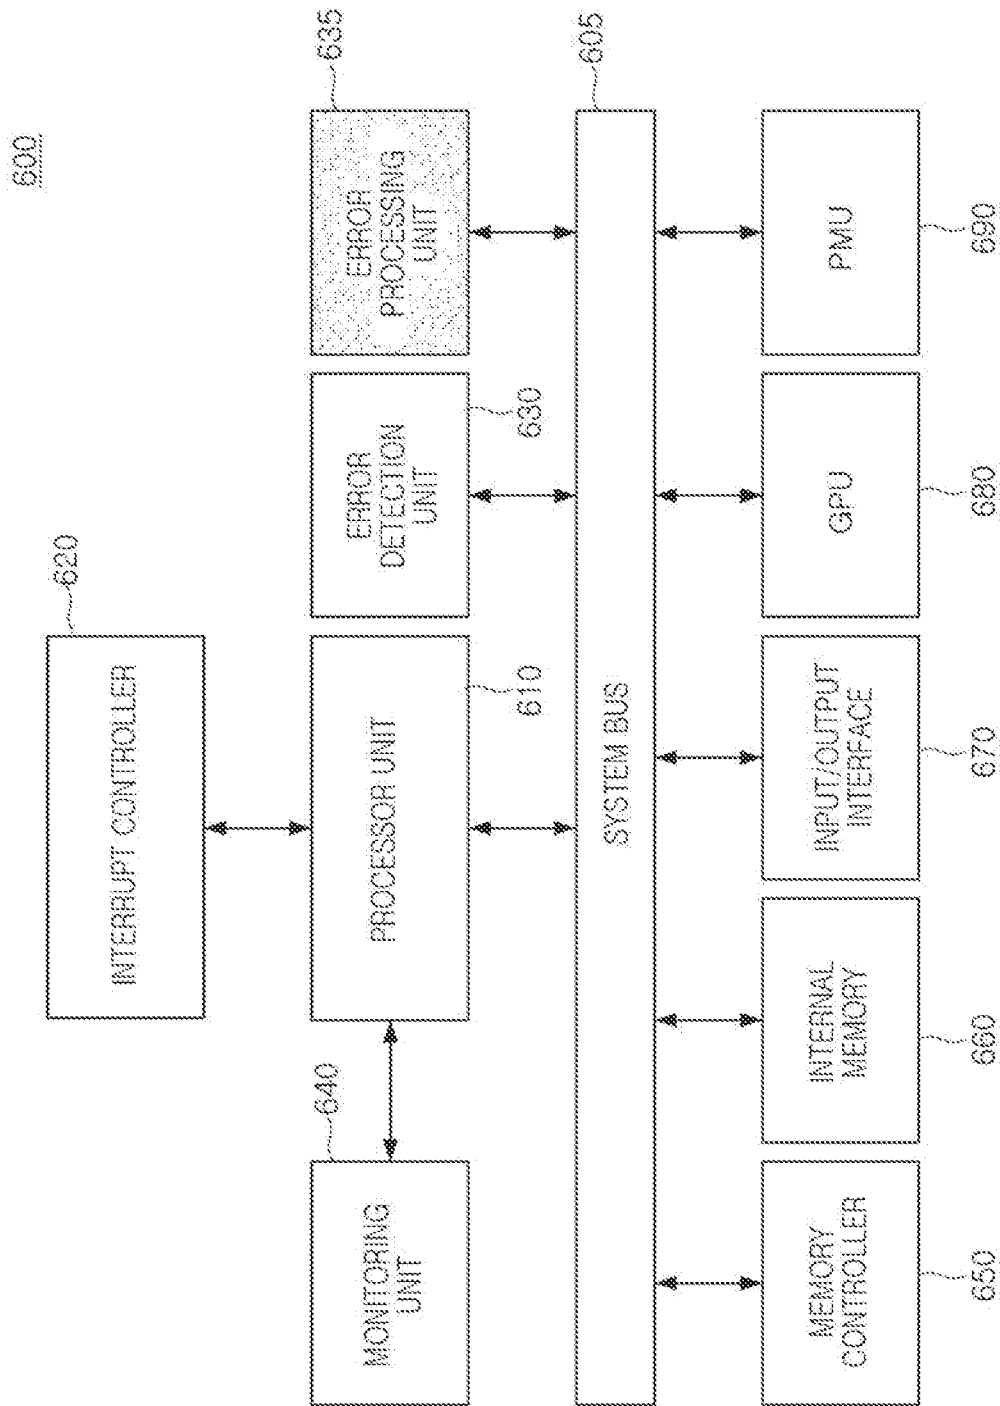 600
INTERRUPT CONTROLLER
620
MONITORING
UNIT
640
PROCESSOR UNIT
610
ERROR
DETECTION
UNIT
630
ERROR
PROCESSING
UNIT
635
SYSTEM BUS
605
MEMORY
CONTROLLER
650
INTERNAL
MEMORY
660
INPUT/OUTPUT
INTERFACE
670
GPU
680
PMU
690